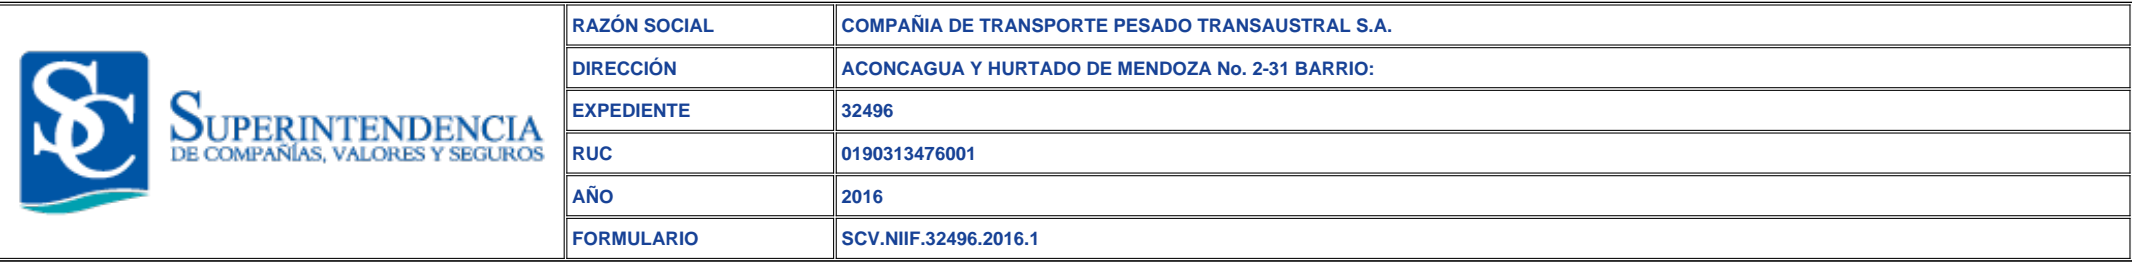 SC
SUPERINTENDENCIA
DE COMPAÑÍAS, VALORES Y SEGUROS
RAZÓN SOCIAL COMPAÑIA DE TRANSPORTE PESADO TRANSAUSTRAL S.A.
DIRECCIÓN ACONCAGUA Y HURTADO DE MENDOZA No. 2-31 BARRIO:
EXPEDIENTE 32496
RUC 0190313476001
AÑO 2016
FORMULARIO SCV.NIIF.32496.2016.1